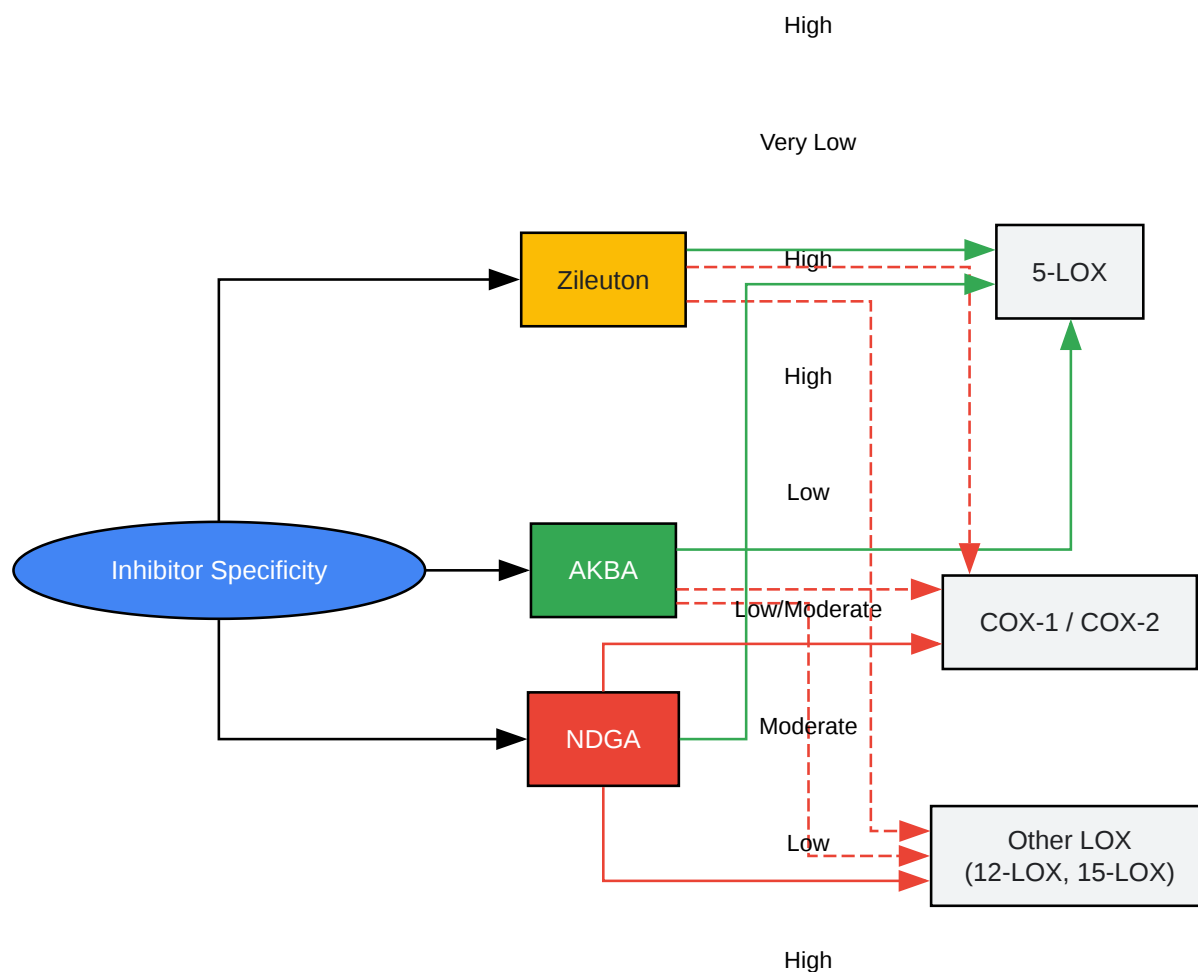 High
Very Low
Zileuton
High
5-LOX
High
Low
Inhibitor Specificity
AKBA
Low/Moderate
COX-1 / COX-2
NDGA
Moderate
Low
Other LOX
(12-LOX, 15-LOX)
High